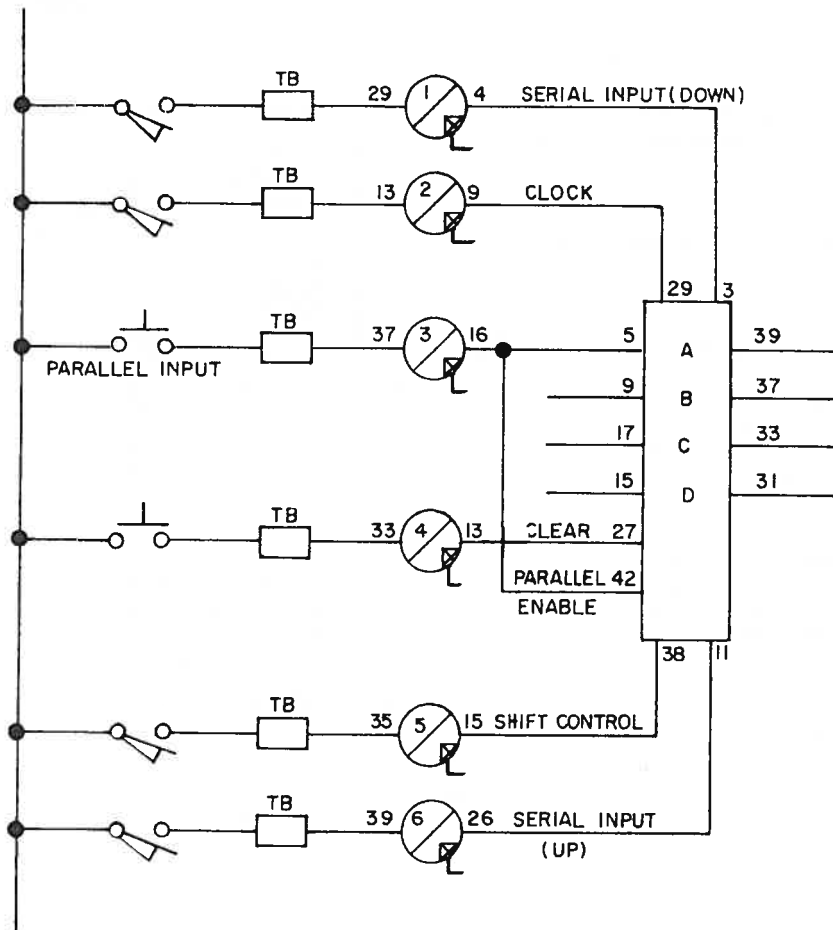 TB
29 1 4 SERIAL INPUT (DOWN)
TB
13 2 9 CLOCK
29 3
TB
37 3 16 5 A 39
PARALLEL INPUT
9 B 37
17 C 33
15 D 31
TB
33 4 13 CLEAR 27
PARALLEL 42
ENABLE
38 11
TB
35 5 15 SHIFT CONTROL
TB
39 6 26 SERIAL INPUT
(UP)